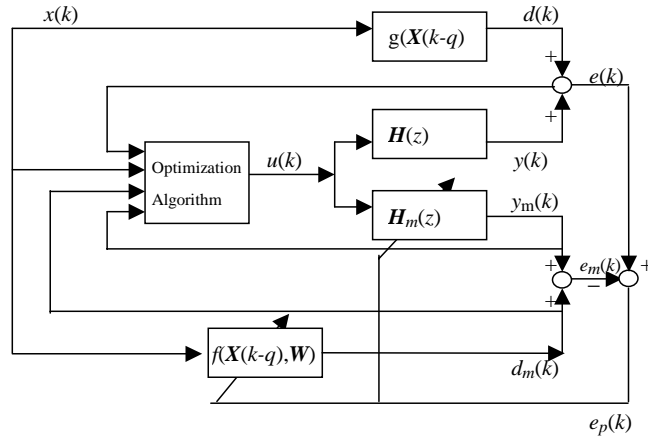 x(k)
g(X(k-q)
d(k)
+
e(k)
+
H(z)
Optimization
Algorithm
u(k)
y(k)
H_m(z)
y_m(k)
+
e_m(k)
+
−
+
f(X(k-q),W)
d_m(k)
e_p(k)